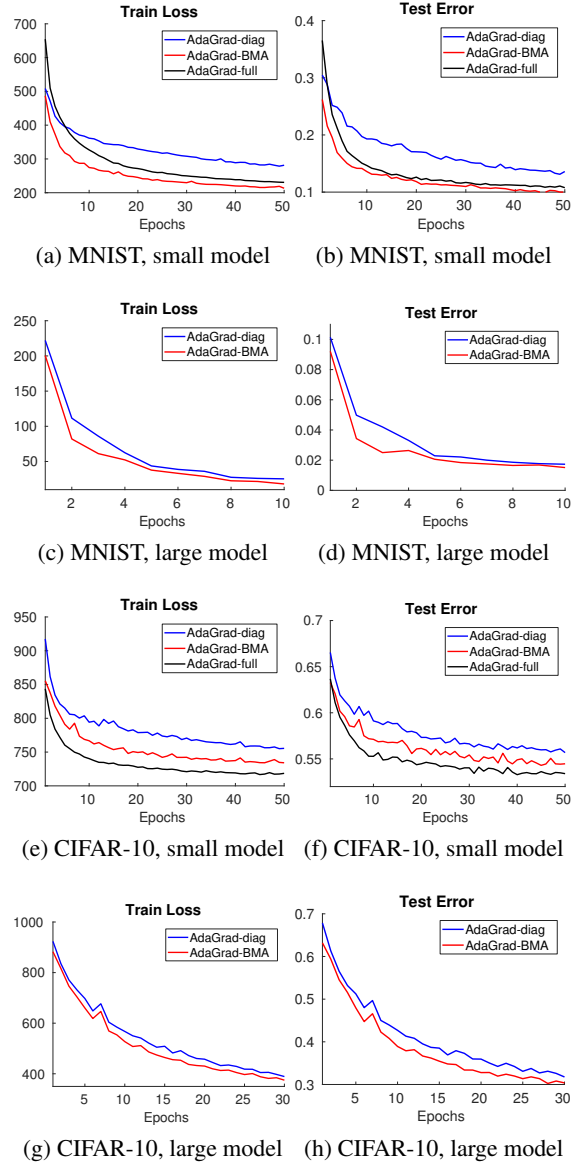 Train Loss
700
600
500
400
300
200
10 20 30 40 50
Epochs
AdaGrad-diag
AdaGrad-BMA
AdaGrad-full
(a) MNIST, small model
Test Error
0.4
0.3
0.2
0.1
10 20 30 40 50
Epochs
AdaGrad-diag
AdaGrad-BMA
AdaGrad-full
(b) MNIST, small model
Train Loss
250
200
150
100
50
2 4 6 8 10
Epochs
AdaGrad-diag
AdaGrad-BMA
(c) MNIST, large model
Test Error
0.1
0.08
0.06
0.04
0.02
0
2 4 6 8 10
Epochs
AdaGrad-diag
AdaGrad-BMA
(d) MNIST, large model
Train Loss
950
900
850
800
750
700
10 20 30 40 50
Epochs
AdaGrad-diag
AdaGrad-BMA
AdaGrad-full
(e) CIFAR-10, small model
Test Error
0.7
0.65
0.6
0.55
10 20 30 40 50
Epochs
AdaGrad-diag
AdaGrad-BMA
AdaGrad-full
(f) CIFAR-10, small model
Train Loss
1000
800
600
400
5 10 15 20 25 30
Epochs
AdaGrad-diag
AdaGrad-BMA
(g) CIFAR-10, large model
Test Error
0.7
0.6
0.5
0.4
0.3
5 10 15 20 25 30
Epochs
AdaGrad-diag
AdaGrad-BMA
(h) CIFAR-10, large model